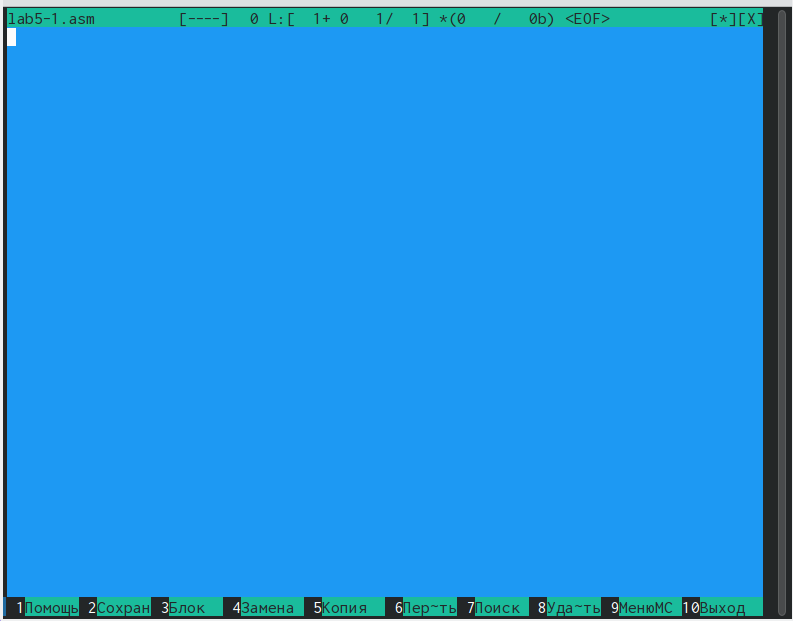 lab5-1.asm [----] 0 L:[ 1+ 0 1/ 1] *(0 / 0b) <EOF> [*][X]
1Помощь 2Сохран 3Блок 4Замена 5Копия 6Пер~ть 7Поиск 8Уда~ть 9МенюMC 10Выход